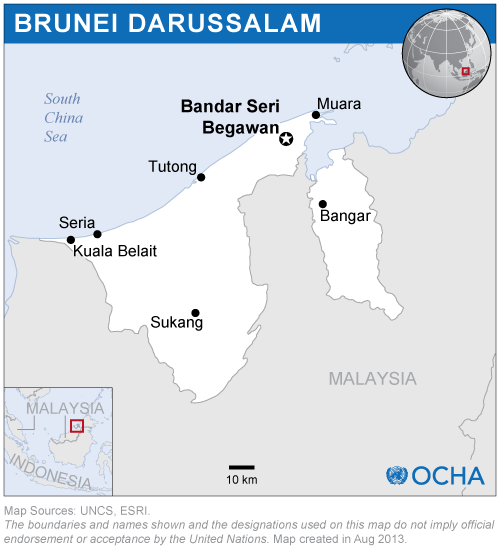 BRUNEI DARUSSALAM
South
China
Sea
Bandar Seri
Begawan
Muara
Tutong
Bangar
Seria
Kuala Belait
Sukang
MALAYSIA
MALAYSIA
INDONESIA
10 km
OCHA
Map Sources: UNCS, ESRI.
The boundaries and names shown and the designations used on this map do not imply official
endorsement or acceptance by the United Nations. Map created in Aug 2013.